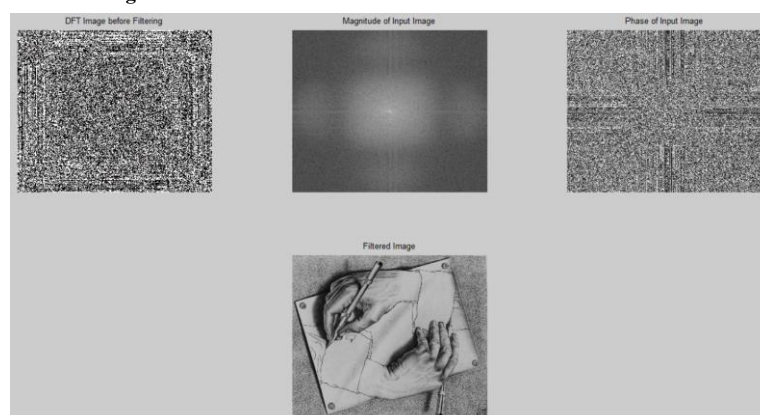 DFT Image before Filtering
Magnitude of Input Image
Phase of Input Image
Filtered Image